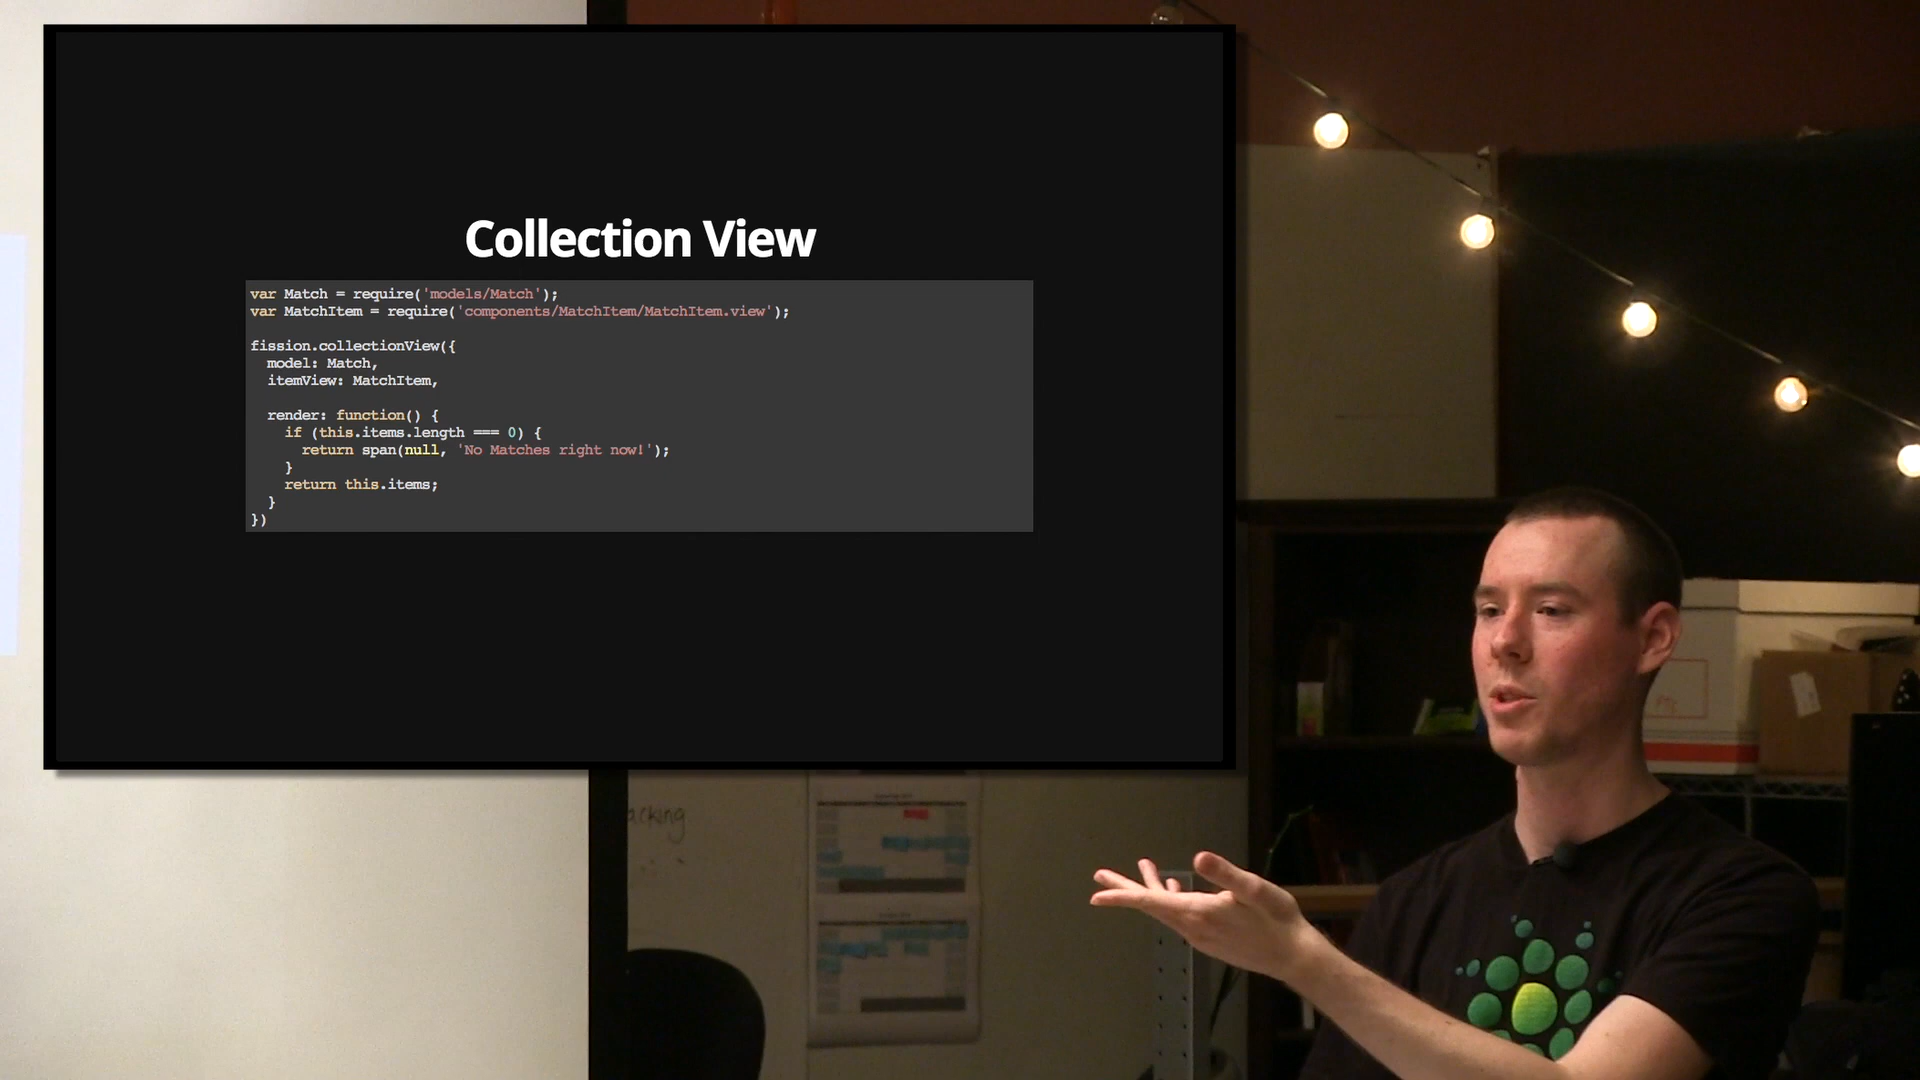 Collection View
var Match = require('models/Match');
var MatchItem = require('components/MatchItem/MatchItem.view');
fission.collectionView({
  model: Match,
  itemView: MatchItem,
  render: function() {
    if (this.items.length === 0) {
      return span(null, 'No Matches right now!');
    }
    return this.items;
  }
})
acking